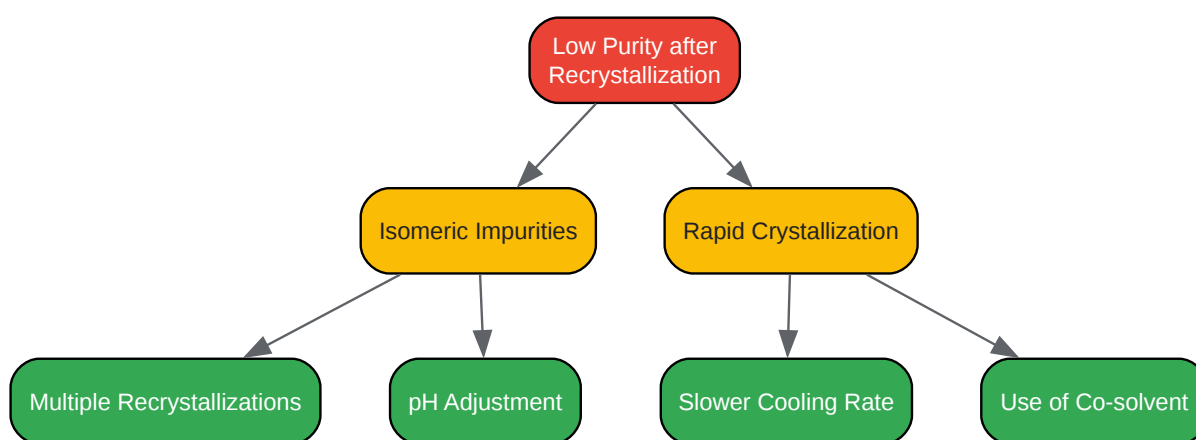 Low Purity after
Recrystallization
Isomeric Impurities
Rapid Crystallization
Multiple Recrystallizations
pH Adjustment
Slower Cooling Rate
Use of Co-solvent